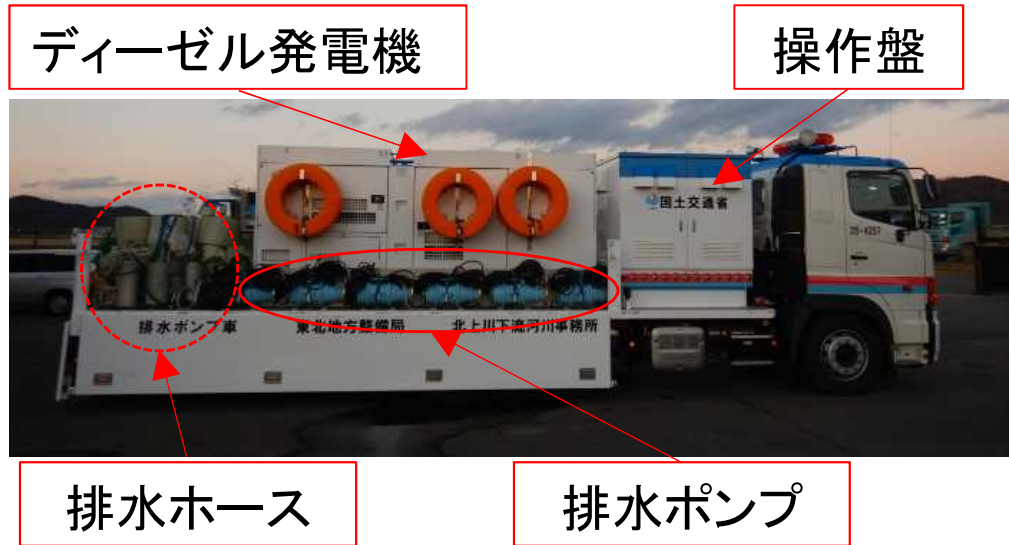 ディーゼル発電機
操作盤
国土交通省
25-4257
排水ポンプ車
東北地方整備局
北上川下流河川事務所
排水ホース
排水ポンプ